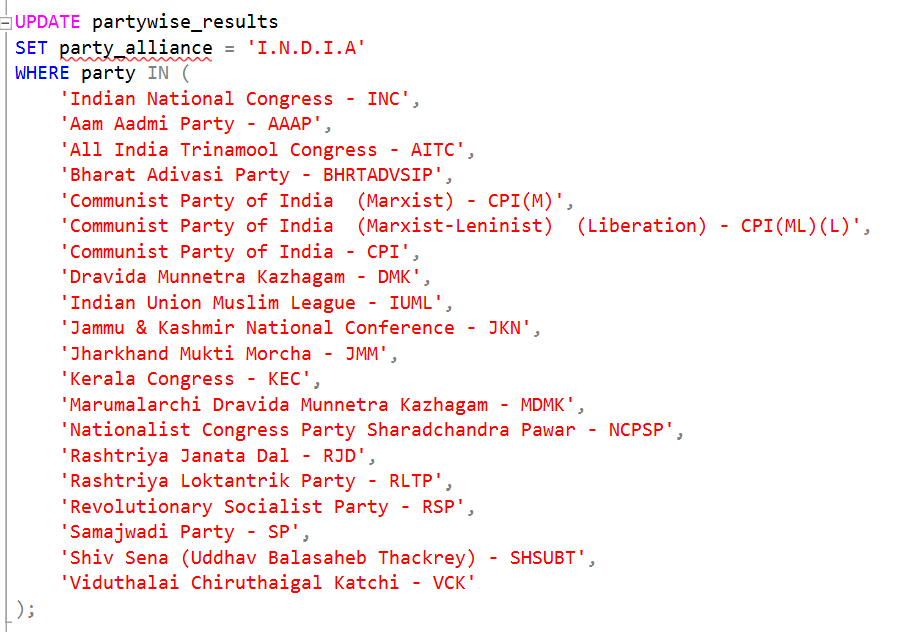 UPDATE partywise_results
SET party_alliance = 'I.N.D.I.A'
WHERE party IN (
    'Indian National Congress - INC',
    'Aam Aadmi Party - AAAP',
    'All India Trinamool Congress - AITC',
    'Bharat Adivasi Party - BHRTADVSIP',
    'Communist Party of India  (Marxist) - CPI(M)',
    'Communist Party of India  (Marxist-Leninist)  (Liberation) - CPI(ML)(L)',
    'Communist Party of India - CPI',
    'Dravida Munnetra Kazhagam - DMK',
    'Indian Union Muslim League - IUML',
    'Jammu & Kashmir National Conference - JKN',
    'Jharkhand Mukti Morcha - JMM',
    'Kerala Congress - KEC',
    'Marumalarchi Dravida Munnetra Kazhagam - MDMK',
    'Nationalist Congress Party Sharadchandra Pawar - NCPSP',
    'Rashtriya Janata Dal - RJD',
    'Rashtriya Loktantrik Party - RLTP',
    'Revolutionary Socialist Party - RSP',
    'Samajwadi Party - SP',
    'Shiv Sena (Uddhav Balasaheb Thackrey) - SHSUBT',
    'Viduthalai Chiruthaigal Katchi - VCK'
);